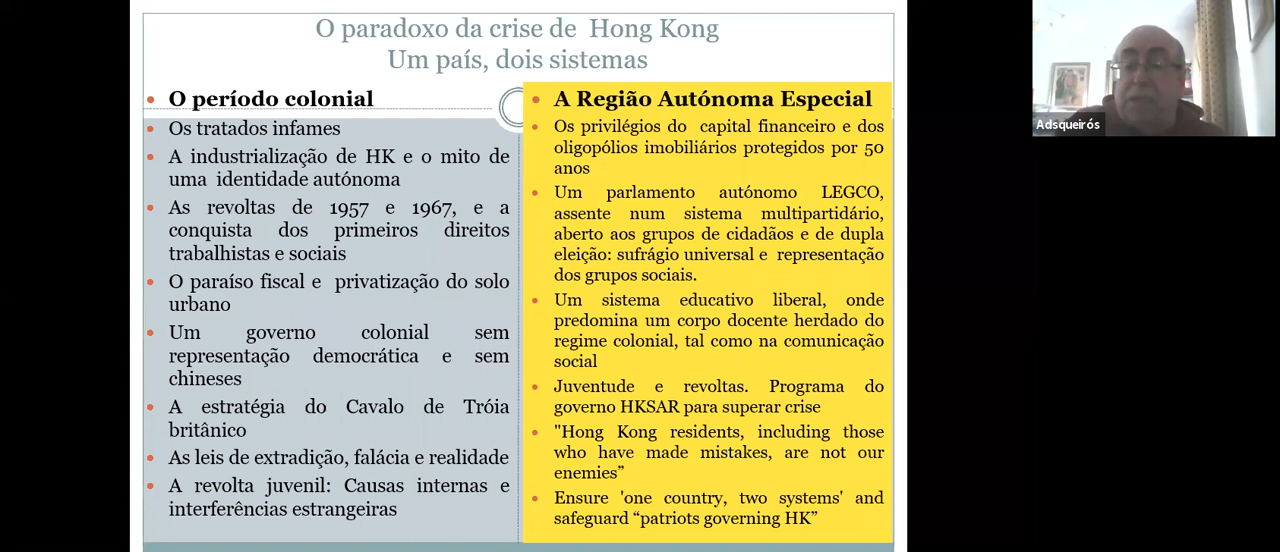 O paradoxo da crise de Hong Kong
Um país, dois sistemas
O período colonial
Os tratados infames
A industrialização de HK e o mito de
uma identidade autónoma
As revoltas de 1957 e 1967, e a
conquista dos primeiros direitos
trabalhistas e sociais
O paraíso fiscal e privatização do solo
urbano
Um governo colonial sem
representação democrática e sem
chineses
A estratégia do Cavalo de Tróia
britânico
As leis de extradição, falácia e realidade
A revolta juvenil: Causas internas e
interferências estrangeiras
A Região Autónoma Especial
Os privilégios do capital financeiro e dos
oligopólios imobiliários protegidos por 50
anos
Um parlamento autónomo LEGCO,
assente num sistema multipartidário,
aberto aos grupos de cidadãos e de dupla
eleição: sufrágio universal e representação
dos grupos sociais.
Um sistema educativo liberal, onde
predomina um corpo docente herdado do
regime colonial, tal como na comunicação
social
Juventude e revoltas. Programa do
governo HKSAR para superar crise
"Hong Kong residents, including those
who have made mistakes, are not our
enemies”
Ensure 'one country, two systems' and
safeguard “patriots governing HK”
Adsqueirós